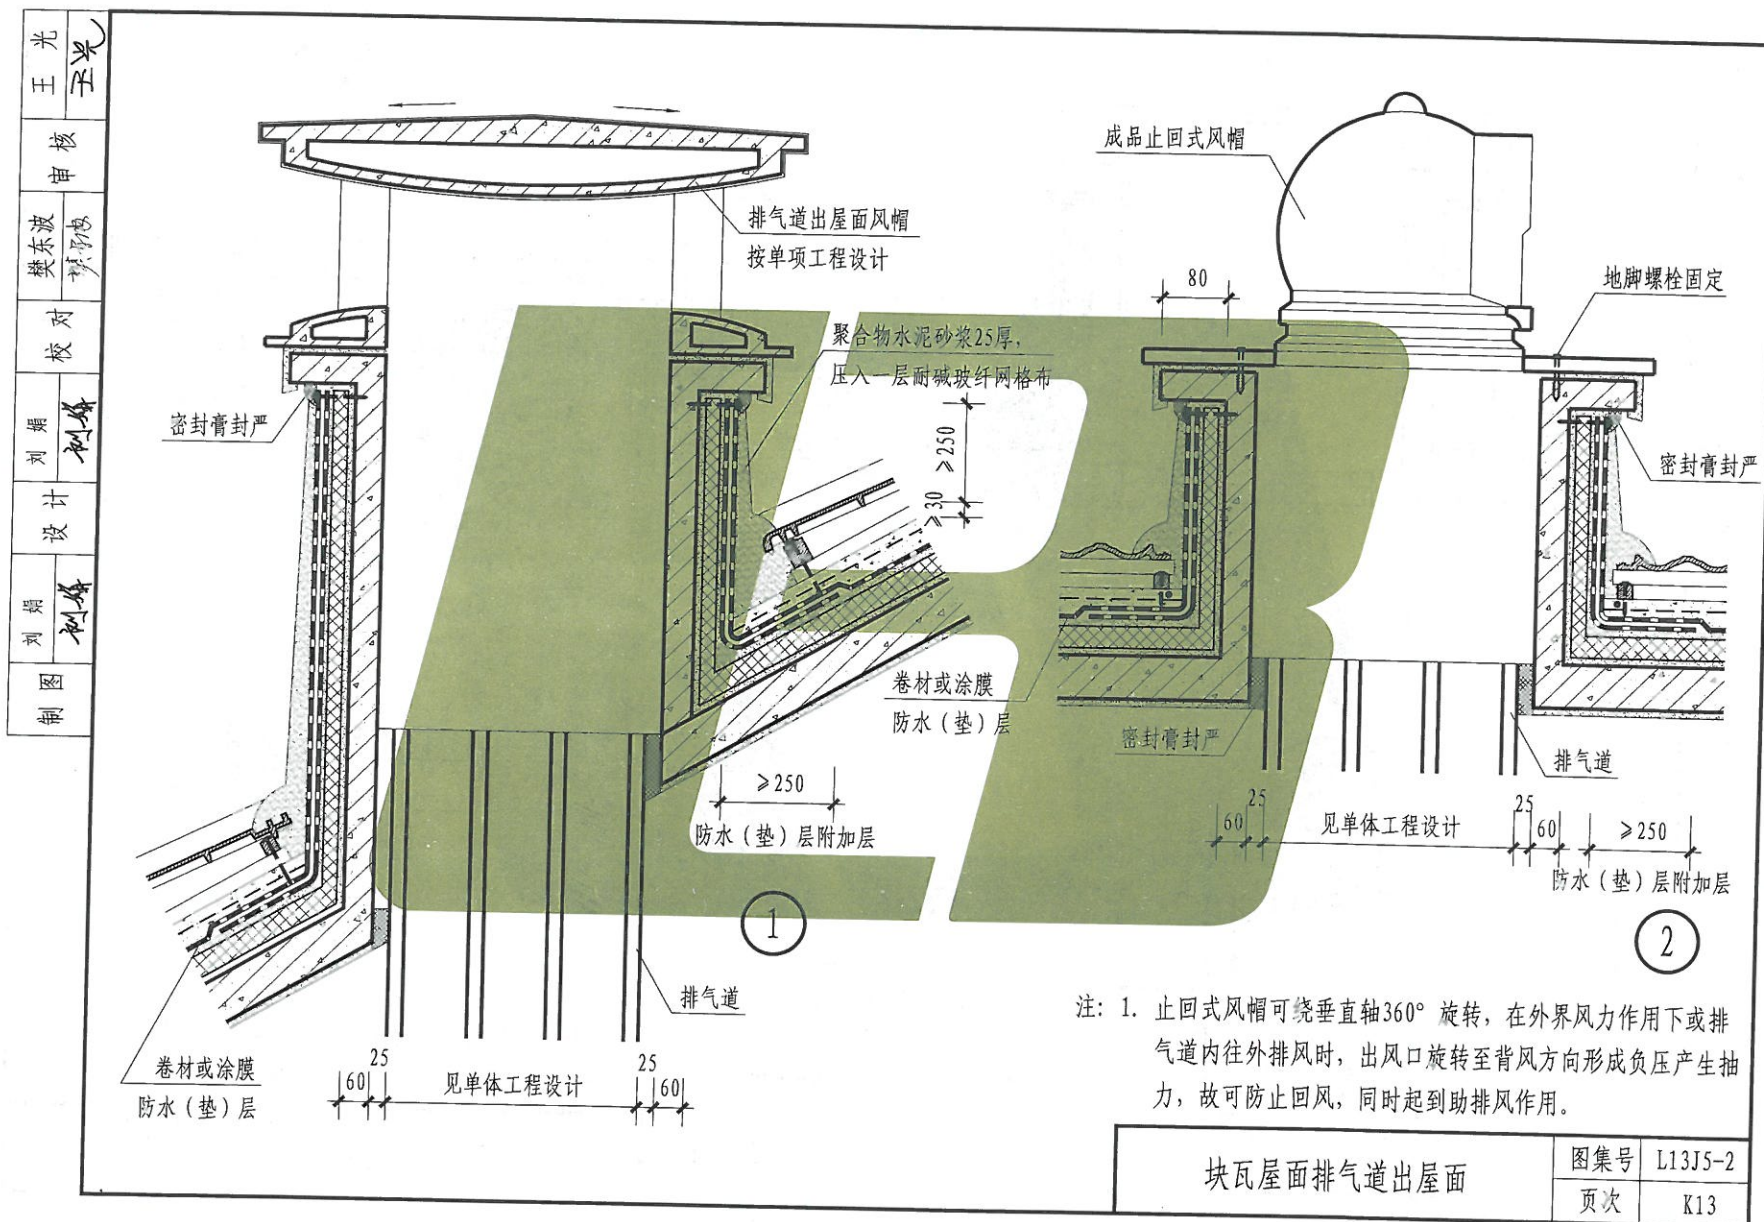 王光
审核
樊东波
校对
刘娟
设计
刘娟
制图
排气道出屋面风帽
按单项工程设计
聚合物水泥砂浆25厚，
压入一层耐碱玻纤网格布
密封膏封严
≥250
≥30
卷材或涂膜
防水（垫）层
≥250
防水（垫）层附加层
1
排气道
卷材或涂膜
防水（垫）层
60
25
见单体工程设计
25
60
成品止回式风帽
80
地脚螺栓固定
密封膏封严
密封膏封严
排气道
60
25
见单体工程设计
25
60
≥250
防水（垫）层附加层
2
注：1. 止回式风帽可绕垂直轴360°旋转，在外界风力作用下或排
气道内往外排风时，出风口旋转至背风方向形成负压产生抽
力，故可防止回风，同时起到助排风作用。
块瓦屋面排气道出屋面
图集号 L13J5-2
页次 K13